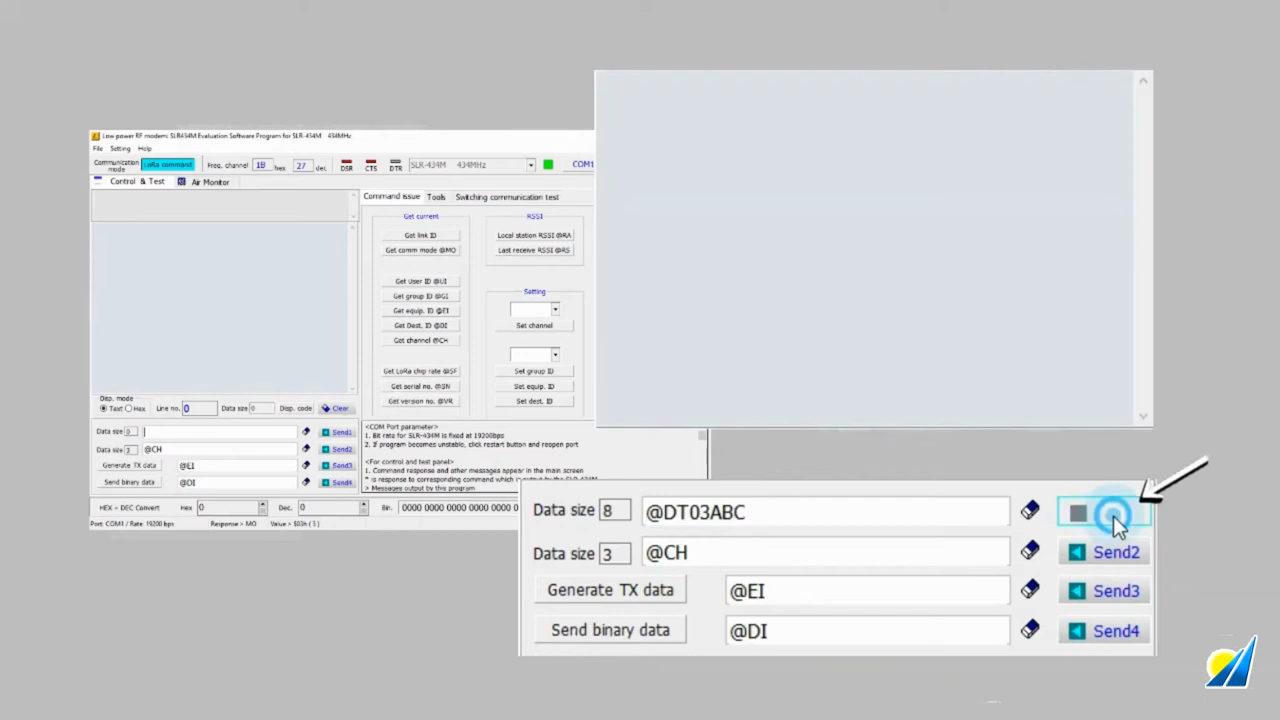 Low power RF modem: SLR434M Evaluation Software Program for SLR-434M 434MHz
File Setting Help
Communication mode LoRa command Freq. channel 1B hex 27 dec DSR CTS DTR SLR-434M 434MHz COM1
Control & Test Air Monitor
Command issue Tools Switching communication test
Get current RSSI
Get link ID Local station RSSI @RA
Get comm mode @MO Last receive RSSI @RS
Get User ID @UI Setting
Get group ID @GI
Get equip. ID @EI
Get Dest. ID @DI Set channel
Get channel @CH
Get LoRa chip rate @SF Set group ID
Get serial no. @SN Set equip. ID
Get version no. @VR Set dest. ID
Disp. mode
Text Hex Line no. 0 Data size 0 Disp. code Clear
Data size 0 Send1
Data size 3 @CH Send2
Generate TX data @EI Send3
Send binary data @DI Send4
<COM Port parameter>
1. Bit rate for SLR-434M is fixed at 19200bps
2. If program becomes unstable, click restart button and reopen port
<For control and test panel>
1. Command response and other messages appear in the main screen
> Messages output by this program
HEX ⇔ DEC Convert Hex 0 Dec. 0 Bin. 0000 0000 0000 0
Port: COM1 / Rate: 19200 bps Response > MO Value > $03h ( 3 )
Data size 8 @DT03ABC
Data size 3 @CH Send2
Generate TX data @EI Send3
Send binary data @DI Send4